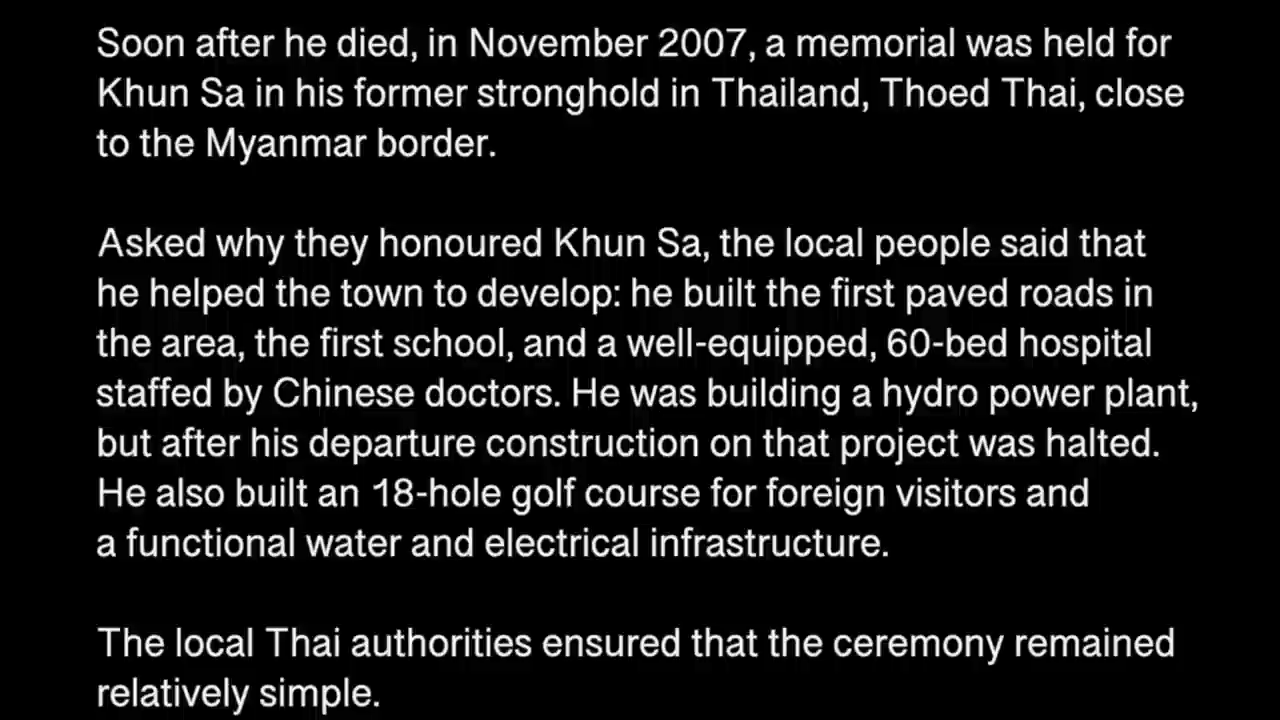 Soon after he died, in November 2007, a memorial was held for
Khun Sa in his former stronghold in Thailand, Thoed Thai, close
to the Myanmar border.
Asked why they honoured Khun Sa, the local people said that
he helped the town to develop: he built the first paved roads in
the area, the first school, and a well-equipped, 60-bed hospital
staffed by Chinese doctors. He was building a hydro power plant,
but after his departure construction on that project was halted.
He also built an 18-hole golf course for foreign visitors and
a functional water and electrical infrastructure.
The local Thai authorities ensured that the ceremony remained
relatively simple.